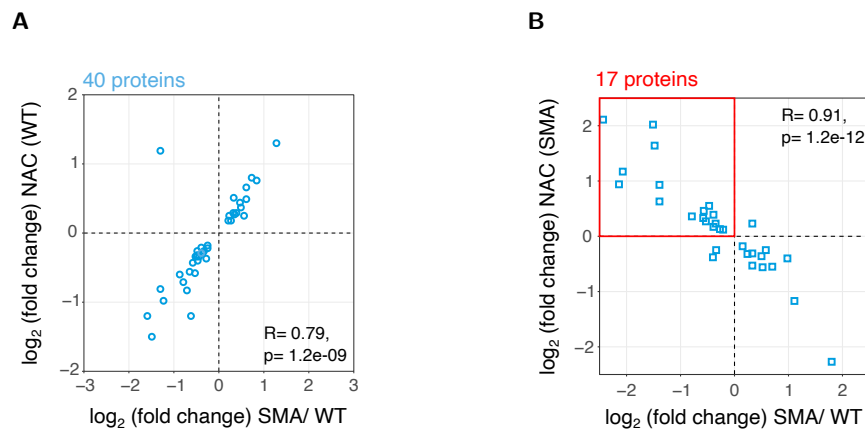 A
40 proteins
log2 (fold change) NAC (WT)
2
1
0
−1
−2
R= 0.79,
p= 1.2e-09
−3 −2 −1 0 1 2 3
log2 (fold change) SMA/ WT
B
17 proteins
log2 (fold change) NAC (SMA)
2
1
0
−1
−2
R= 0.91,
p= 1.2e-12
−2 −1 0 1 2
log2 (fold change) SMA/ WT